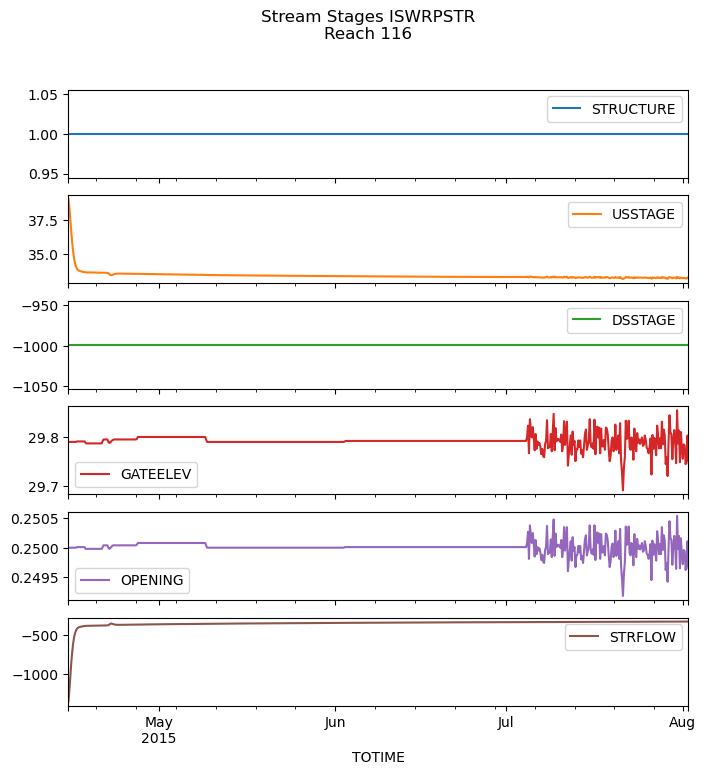 Stream Stages ISWRPSTR
Reach 116
1.05
1.00
0.95
STRUCTURE
37.5
35.0
USSTAGE
−950
−1000
−1050
DSSTAGE
29.8
29.7
GATEELEV
0.2505
0.2500
0.2495
OPENING
−500
−1000
STRFLOW
May
2015
Jun
Jul
Aug
TOTIME